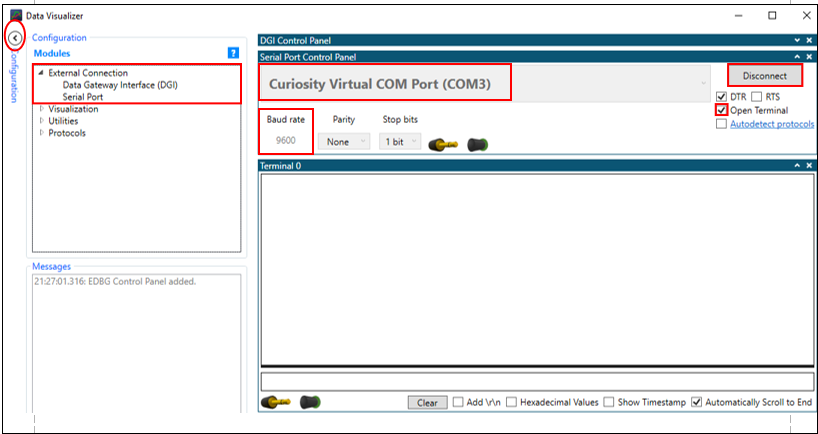 Data Visualizer
Configuration
Configuration
Modules
?
External Connection
Data Gateway Interface (DGI)
Serial Port
Visualization
Utilities
Protocols
Messages
21:27:01.316: EDBG Control Panel added.
DGI Control Panel
Serial Port Control Panel
Curiosity Virtual COM Port (COM3)
Disconnect
DTR RTS
Open Terminal
Autodetect protocols
Baud rate Parity Stop bits
9600 None 1 bit
Terminal 0
Clear Add \r\n Hexadecimal Values Show Timestamp Automatically Scroll to End